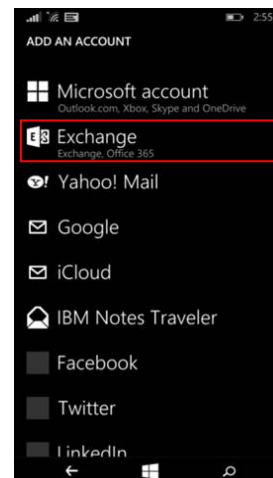 2:55
ADD AN ACCOUNT
Microsoft account
Outlook.com, Xbox, Skype and OneDrive
E
Exchange
Exchange, Office 365
Yahoo! Mail
Google
iCloud
IBM Notes Traveler
Facebook
Twitter
LinkedIn